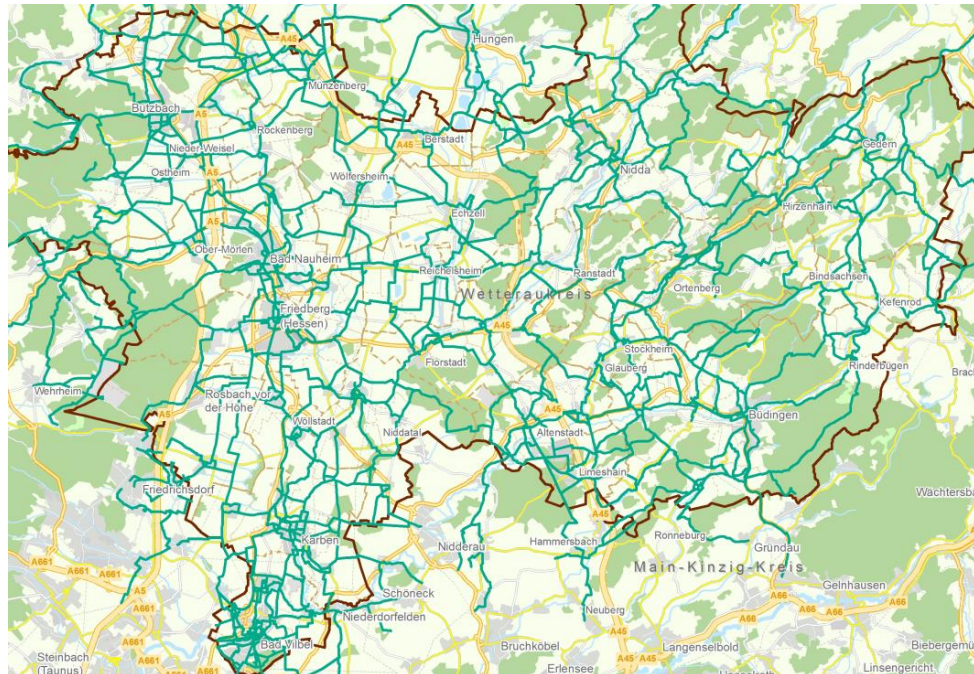 A45
Hungen
Münzenberg
Butzbach
A5
Rockenberg
Berstadt
A45
Gedern
Nieder-Weisel
Ostheim
A5
Wölfersheim
Nidda
Hirzenhain
Echzell
A5
Ober-Mörlen
Bad Nauheim
Reichelsheim
Ranstadt
Bindsachsen
Ortenberg
Wetteraukreis
Kefenrod
Friedberg
(Hessen)
A45
Stockheim
Florstadt
Glauberg
Rinderbügen
Wehrheim
Rosbach vor
der Höhe
A5
Wöllstadt
Niddatal
A45
Altenstadt
Büdingen
Limeshain
Friedrichsdorf
A45
Karben
Nidderau
Hammersbach
Ronneburg
Gründau
Main-Kinzig-Kreis
A661
A661
A5
Schöneck
Gelnhausen
Niederdorfelden
Neuberg
A66
A66
A66
A661
Bad Vilbel
Bruchköbel
Langenselbold
Steinbach
(Taunus)
A661
A5
Erlensee
A45
A45
Linsengericht